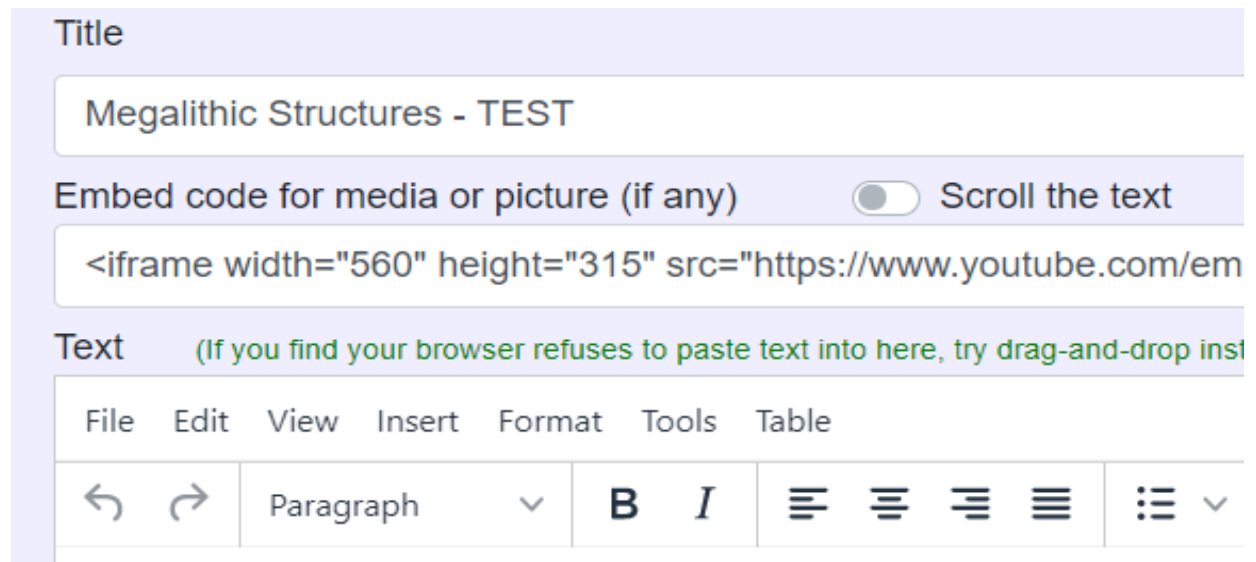 Title
Megalithic Structures - TEST
Embed code for media or picture (if any) Scroll the text
<iframe width="560" height="315" src="https://www.youtube.com/em
Text (If you find your browser refuses to paste text into here, try drag-and-drop inst
File Edit View Insert Format Tools Table
Paragraph B I